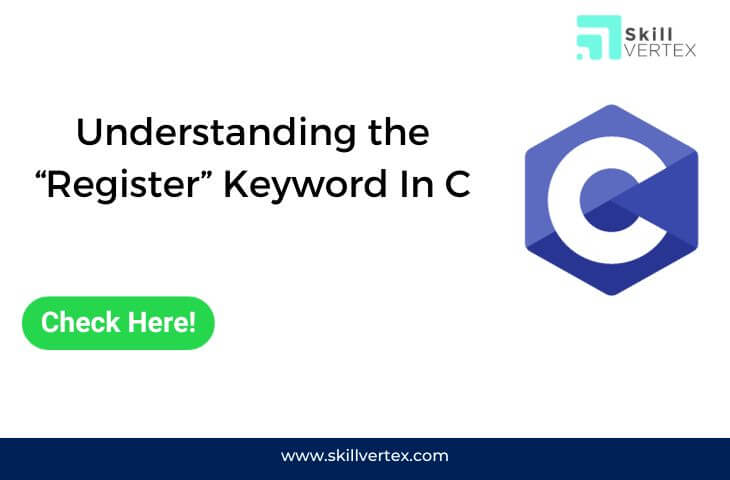 Skill
VERTEX
Understanding the
“Register” Keyword In C
C
Check Here!
www.skillvertex.com